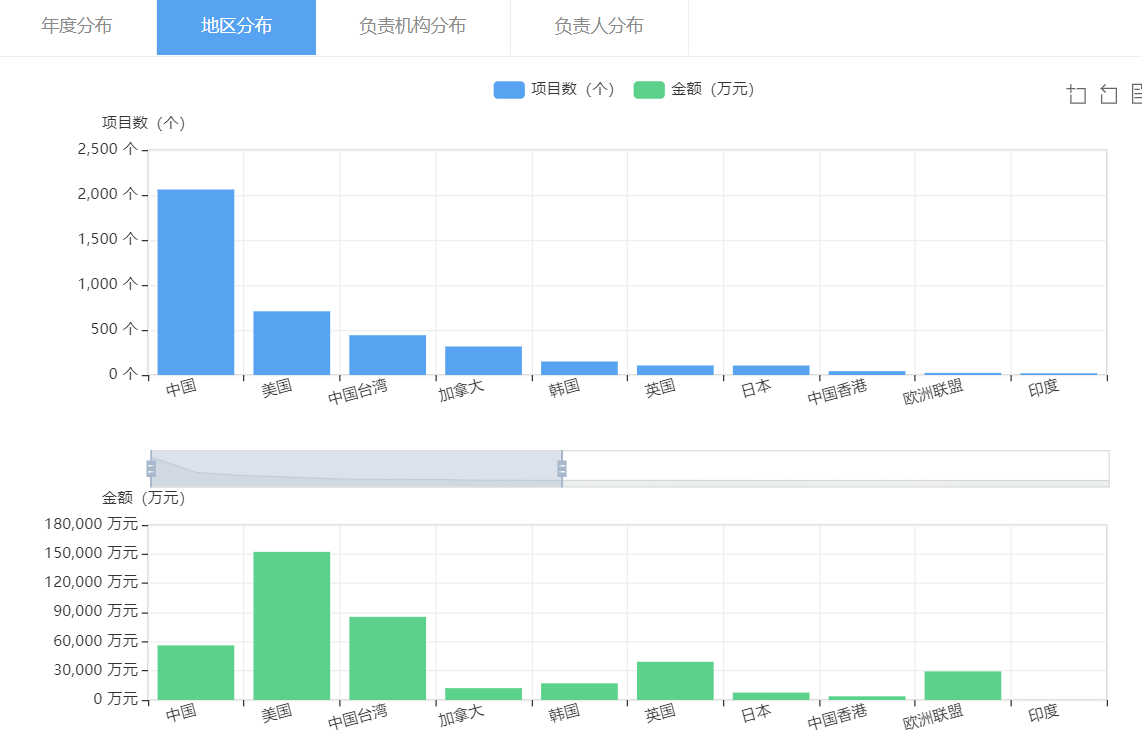 年度分布 地区分布 负责机构分布 负责人分布
项目数（个） 金额（万元）
项目数（个）
2,500 个
2,000 个
1,500 个
1,000 个
500 个
0 个
中国 美国 中国台湾 加拿大 韩国 英国 日本 中国香港 欧洲联盟 印度
金额（万元）
180,000 万元
150,000 万元
120,000 万元
90,000 万元
60,000 万元
30,000 万元
0 万元
中国 美国 中国台湾 加拿大 韩国 英国 日本 中国香港 欧洲联盟 印度